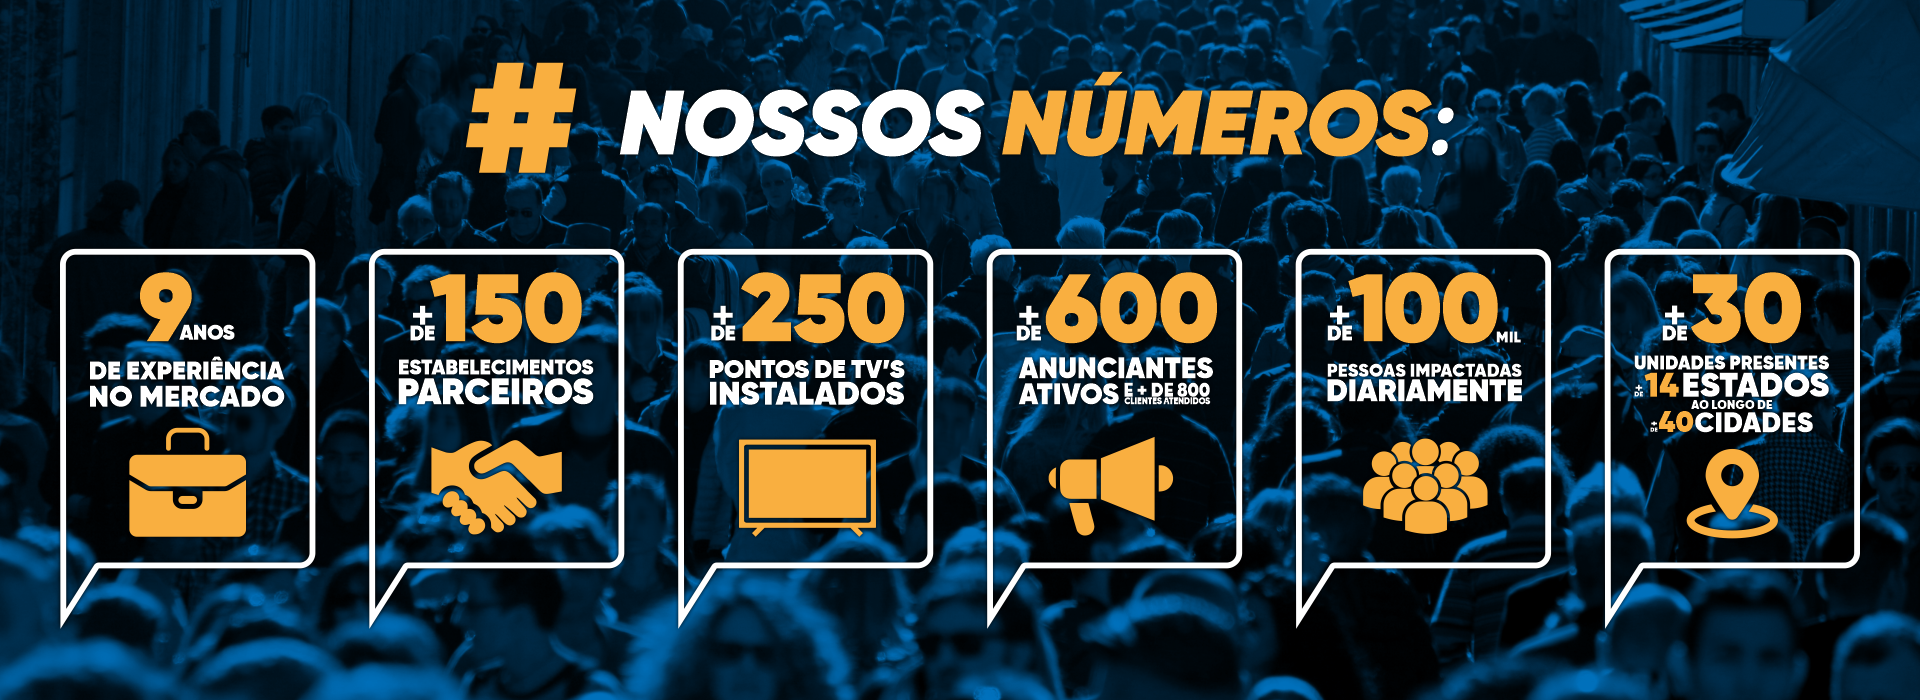 # NOSSOS NÚMEROS:
9 ANOS
DE EXPERIÊNCIA
NO MERCADO
+ DE 150
ESTABELECIMENTOS
PARCEIROS
+ DE 250
PONTOS DE TV'S
INSTALADOS
+ DE 600
ANUNCIANTES
ATIVOS E + DE 800
CLIENTES ATENDIDOS
+ DE 100 MIL
PESSOAS IMPACTADAS
DIARIAMENTE
+ DE 30
UNIDADES PRESENTES
+ DE 14 ESTADOS
AO LONGO DE
+ DE 40 CIDADES